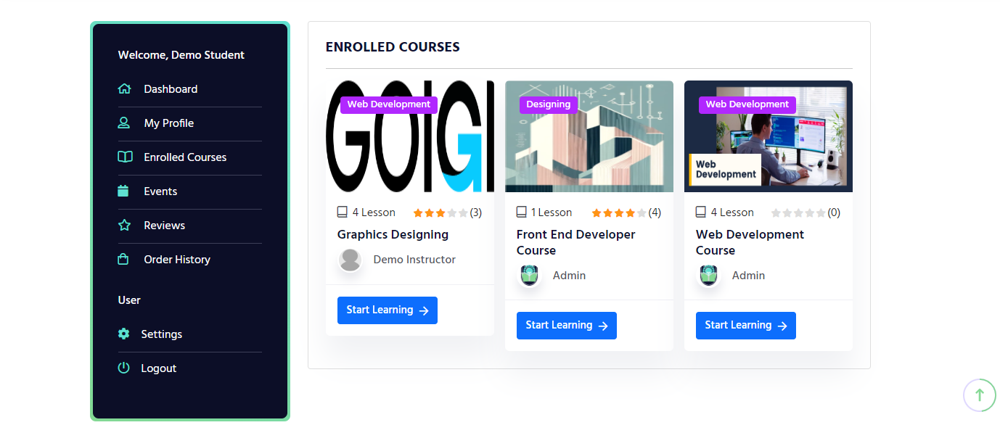 Welcome, Demo Student
Dashboard
My Profile
Enrolled Courses
Events
Reviews
Order History
User
Settings
Logout
ENROLLED COURSES
GOIGI
Web Development
4 Lesson
(3)
Graphics Designing
Demo Instructor
Start Learning
Designing
1 Lesson
(4)
Front End Developer
Course
Admin
Start Learning
Web Development
Web
Development
4 Lesson
(0)
Web Development
Course
Admin
Start Learning